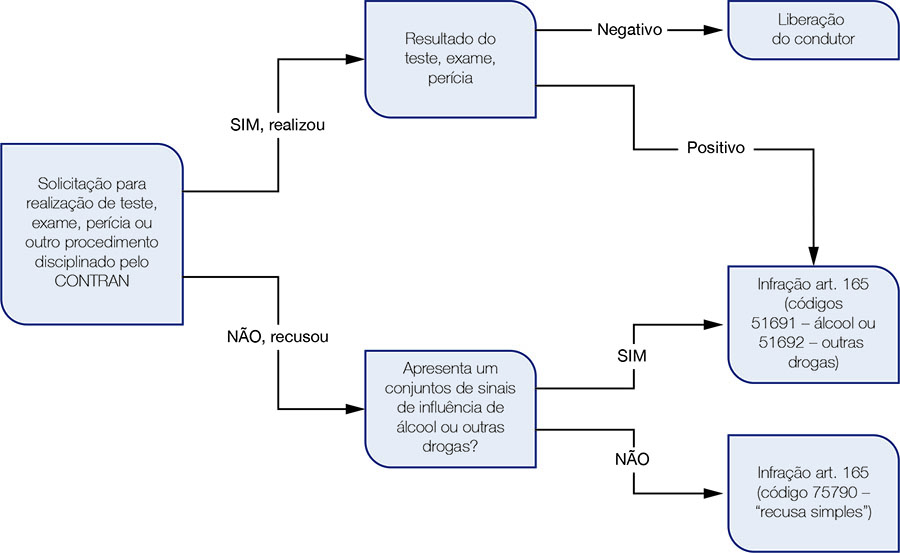 Solicitação para
realização de teste,
exame, perícia ou
outro procedimento
disciplinado pelo
CONTRAN
SIM, realizou
Resultado do
teste, exame,
perícia
Negativo
Liberação
do condutor
Positivo
NÃO, recusou
Apresenta um
conjuntos de sinais
de influência de
álcool ou outras
drogas?
SIM
Infração art. 165
(códigos
51691 – álcool ou
51692 – outras
drogas)
NÃO
Infração art. 165
(código 75790 –
“recusa simples”)